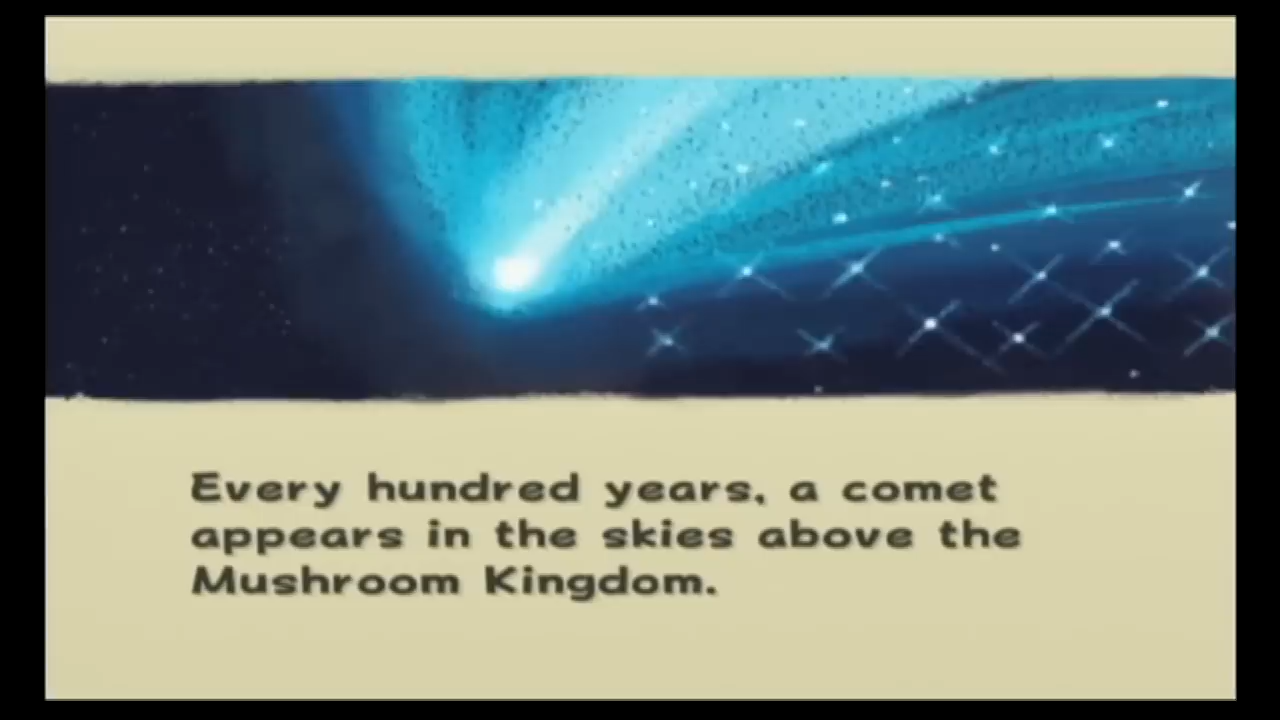 Every hundred years, a comet
appears in the skies above the
Mushroom Kingdom.